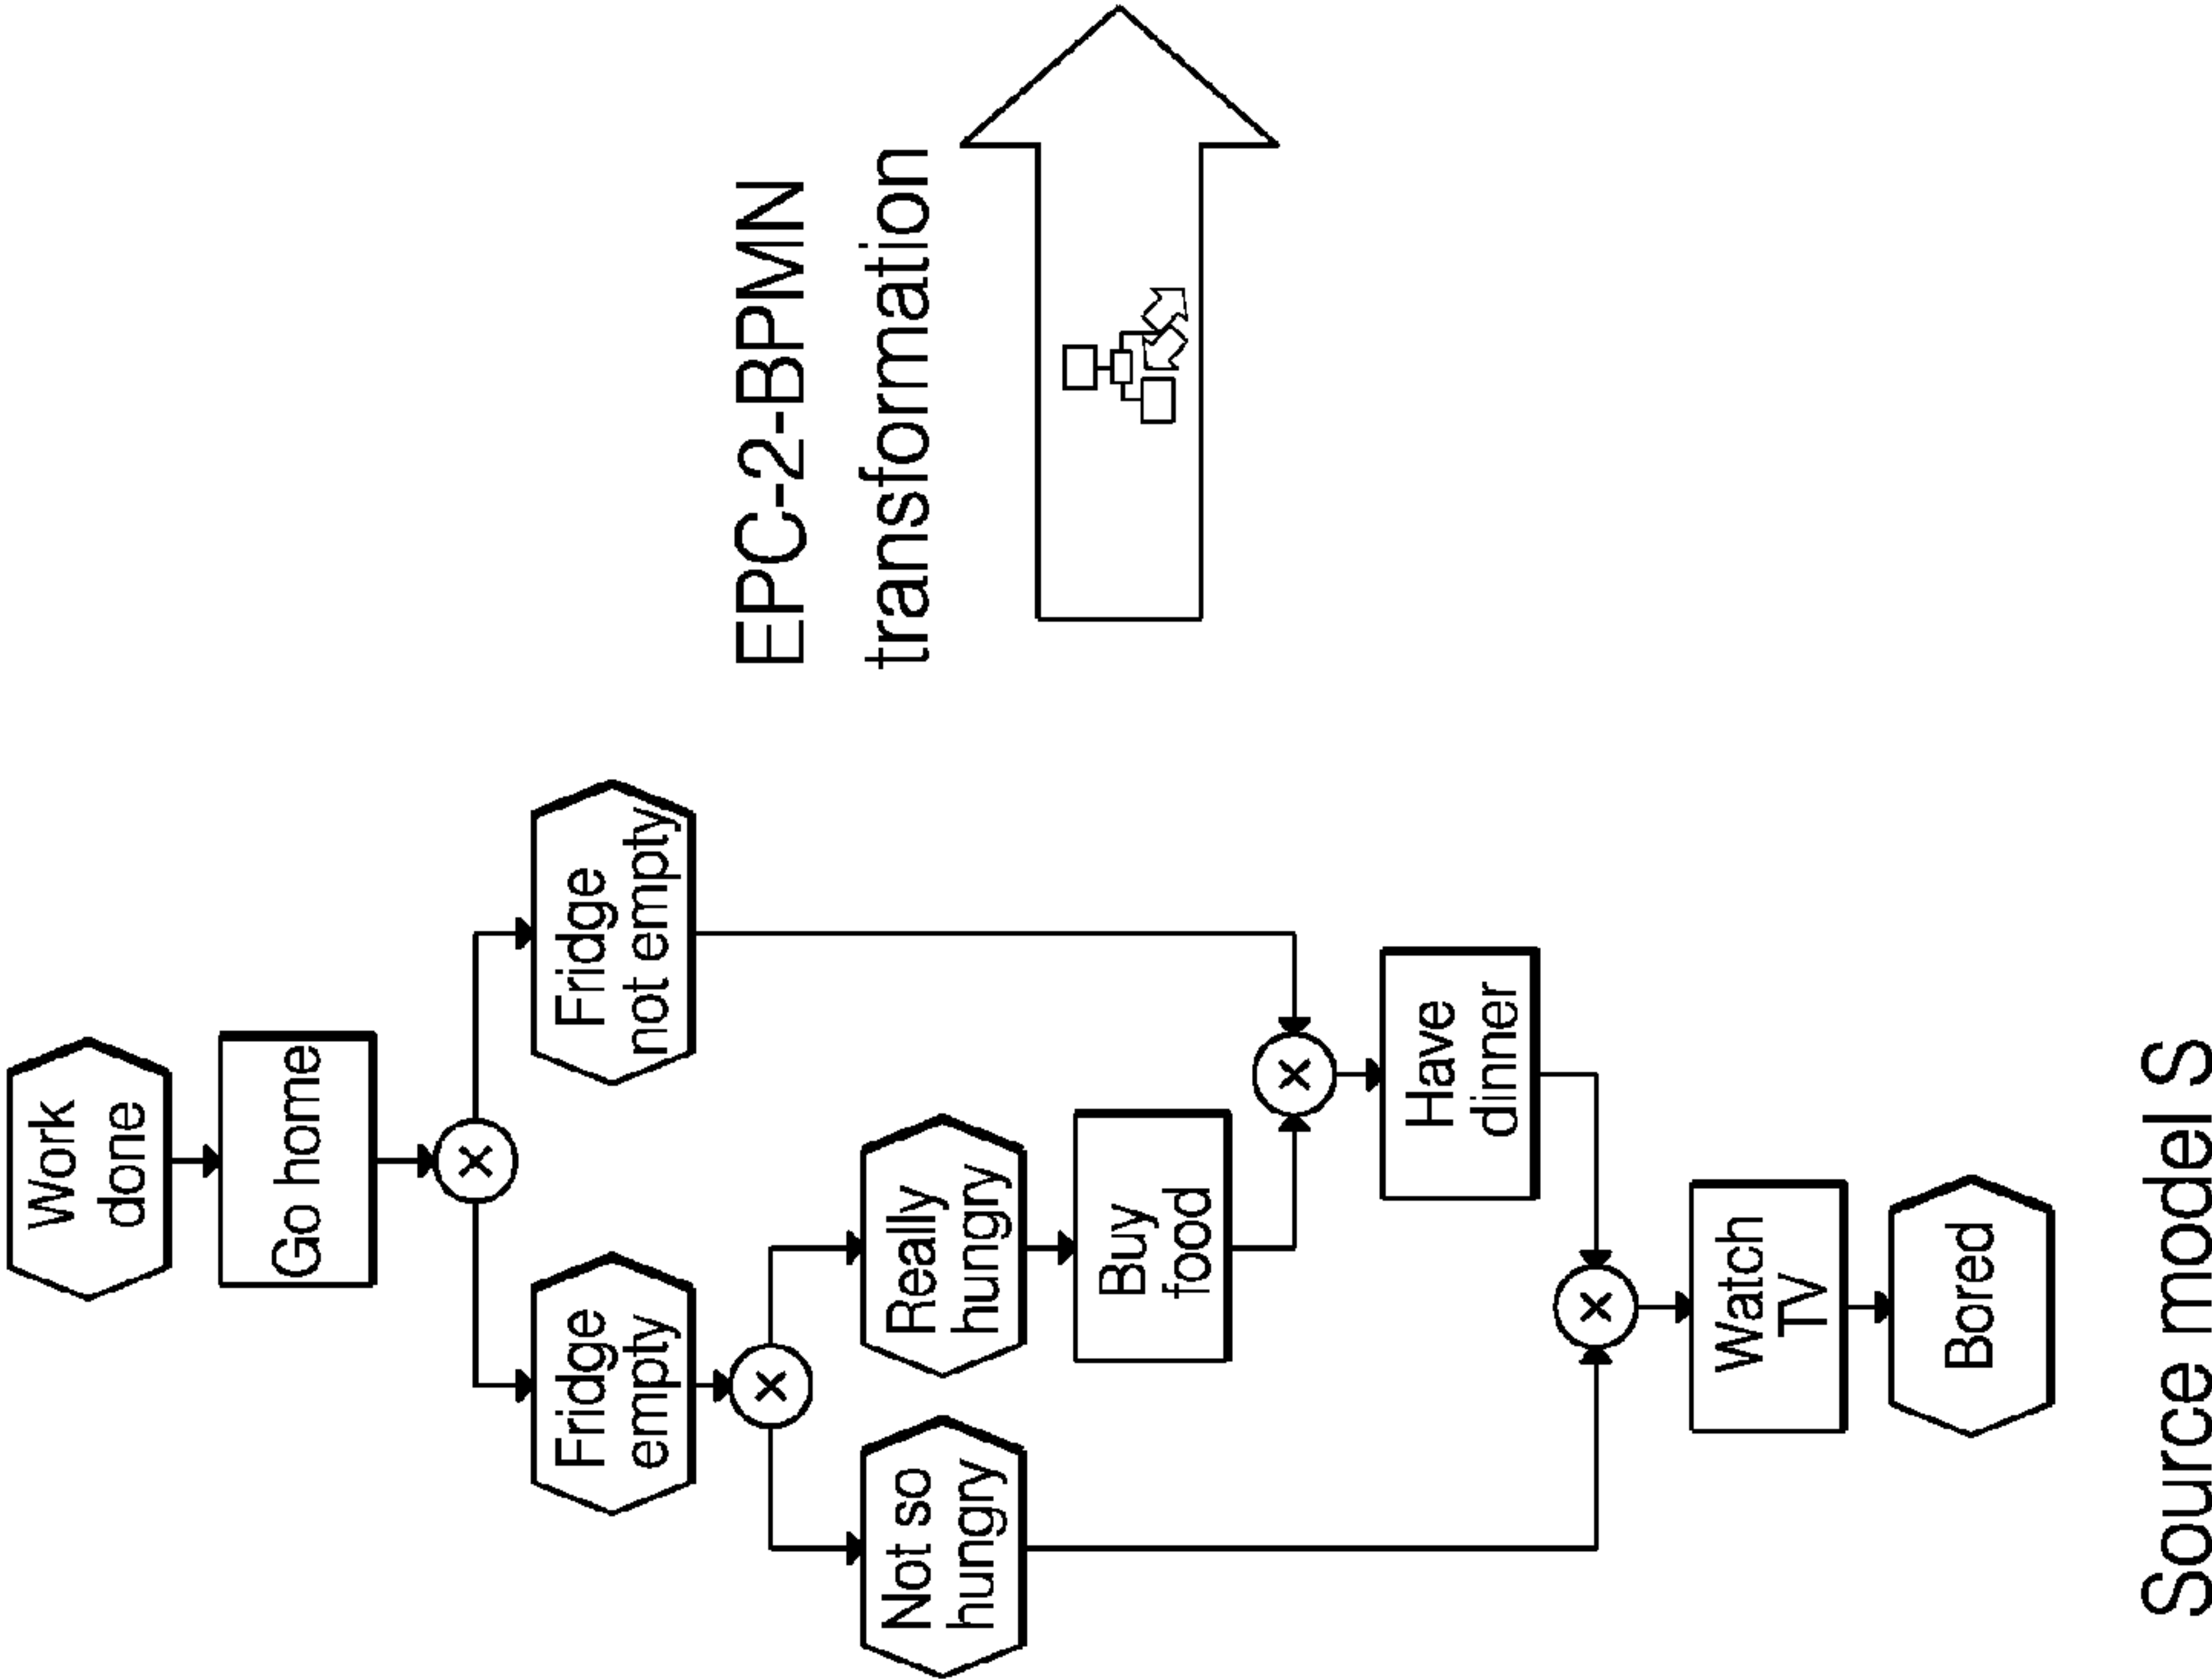 Work
done
Go home
Fridge
empty
Fridge
not empty
Not so
hungry
Really
hungry
Buy
food
Have
dinner
Watch
TV
Bored
Source model S
EPC-2-BPMN
transformation